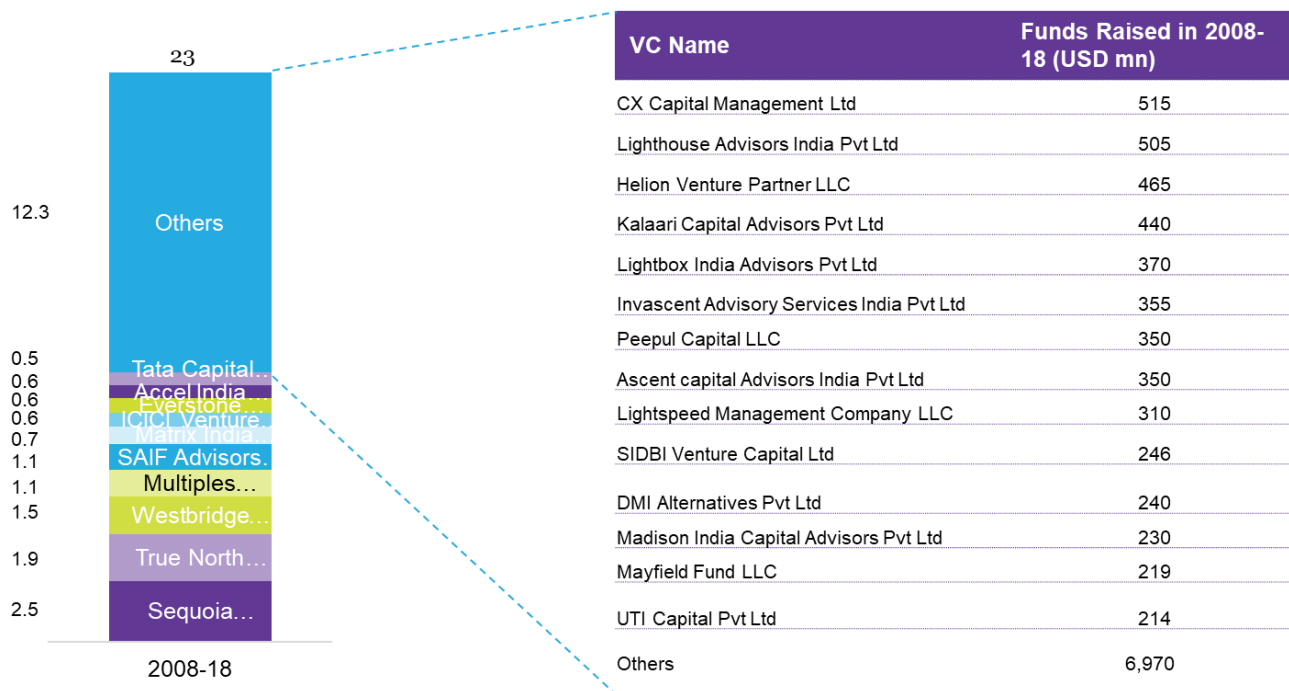 23
12.3
Others
0.5
Tata Capital…
0.6
Accel India…
0.6
Everstone…
0.6
ICICI Venture…
0.7
Matrix India…
1.1
SAIF Advisors…
1.1
Multiples…
1.5
Westbridge…
1.9
True North…
2.5
Sequoia…
2008-18
VC Name
Funds Raised in 2008-
18 (USD mn)
CX Capital Management Ltd 515
Lighthouse Advisors India Pvt Ltd 505
Helion Venture Partner LLC 465
Kalaari Capital Advisors Pvt Ltd 440
Lightbox India Advisors Pvt Ltd 370
Invascent Advisory Services India Pvt Ltd 355
Peepul Capital LLC 350
Ascent capital Advisors India Pvt Ltd 350
Lightspeed Management Company LLC 310
SIDBI Venture Capital Ltd 246
DMI Alternatives Pvt Ltd 240
Madison India Capital Advisors Pvt Ltd 230
Mayfield Fund LLC 219
UTI Capital Pvt Ltd 214
Others 6,970